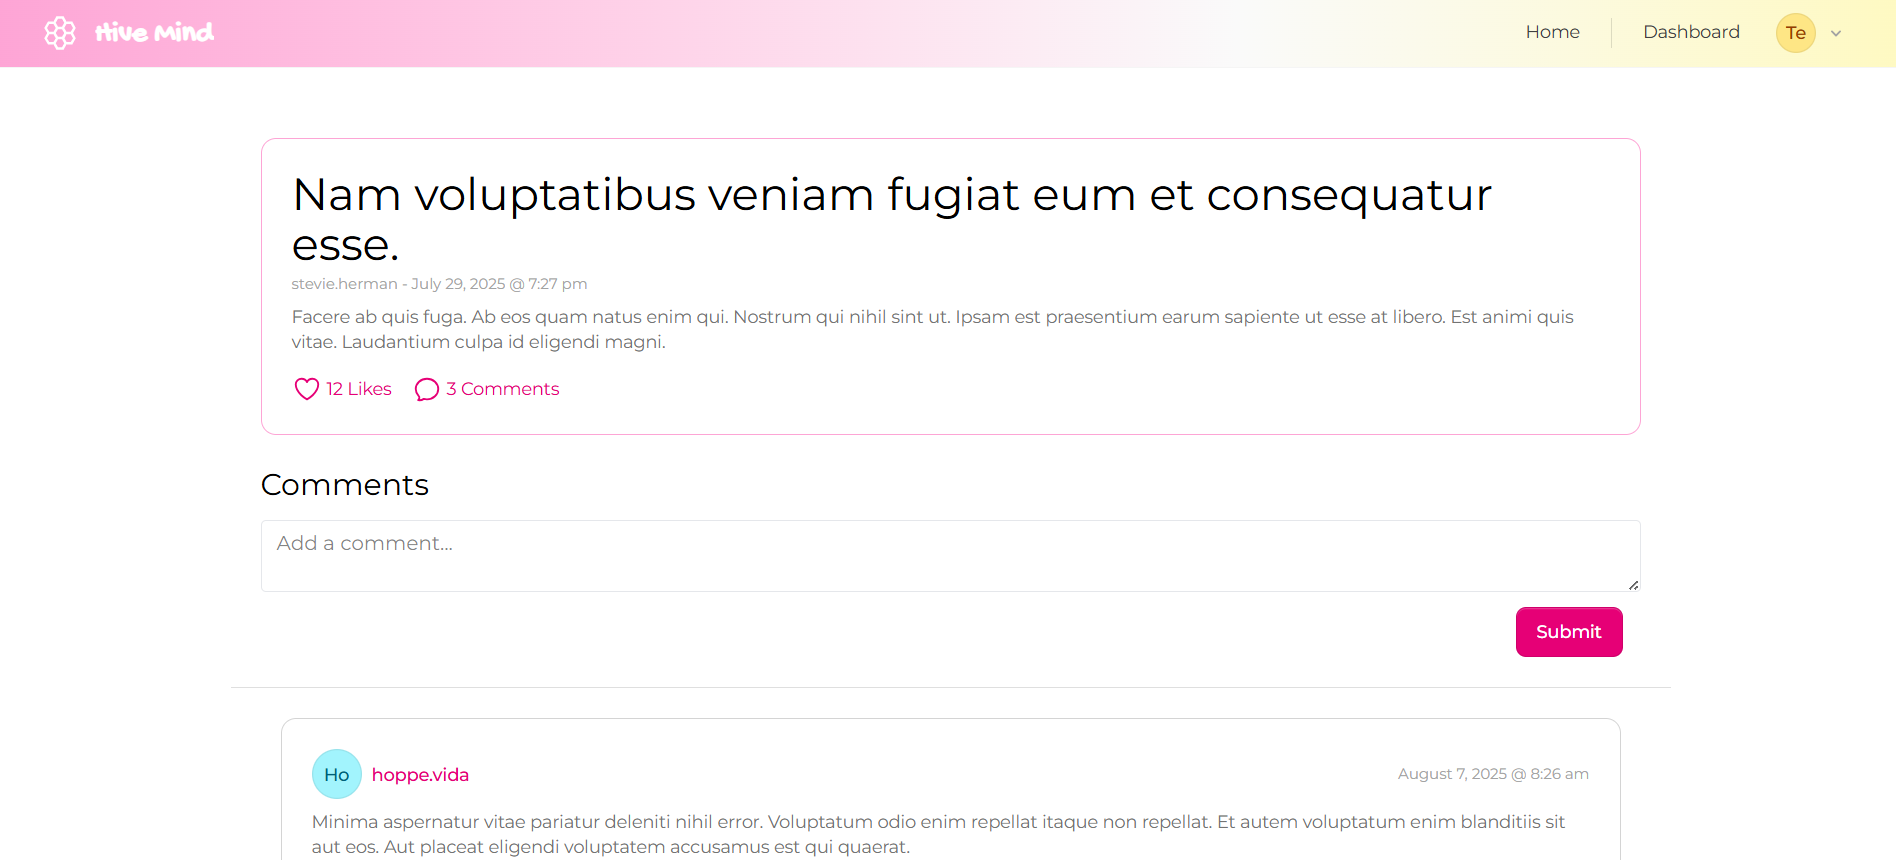 Hive Mind
Home
Dashboard
Te
Nam voluptatibus veniam fugiat eum et consequatur
esse.
stevie.herman - July 29, 2025 @ 7:27 pm
Facere ab quis fuga. Ab eos quam natus enim qui. Nostrum qui nihil sint ut. Ipsam est praesentium earum sapiente ut esse at libero. Est animi quis
vitae. Laudantium culpa id eligendi magni.
12 Likes
3 Comments
Comments
Add a comment...
Submit
Ho
hoppe.vida
August 7, 2025 @ 8:26 am
Minima aspernatur vitae pariatur deleniti nihil error. Voluptatum odio enim repellat itaque non repellat. Et autem voluptatum enim blanditiis sit
aut eos. Aut placeat eligendi voluptatem accusamus est qui quaerat.